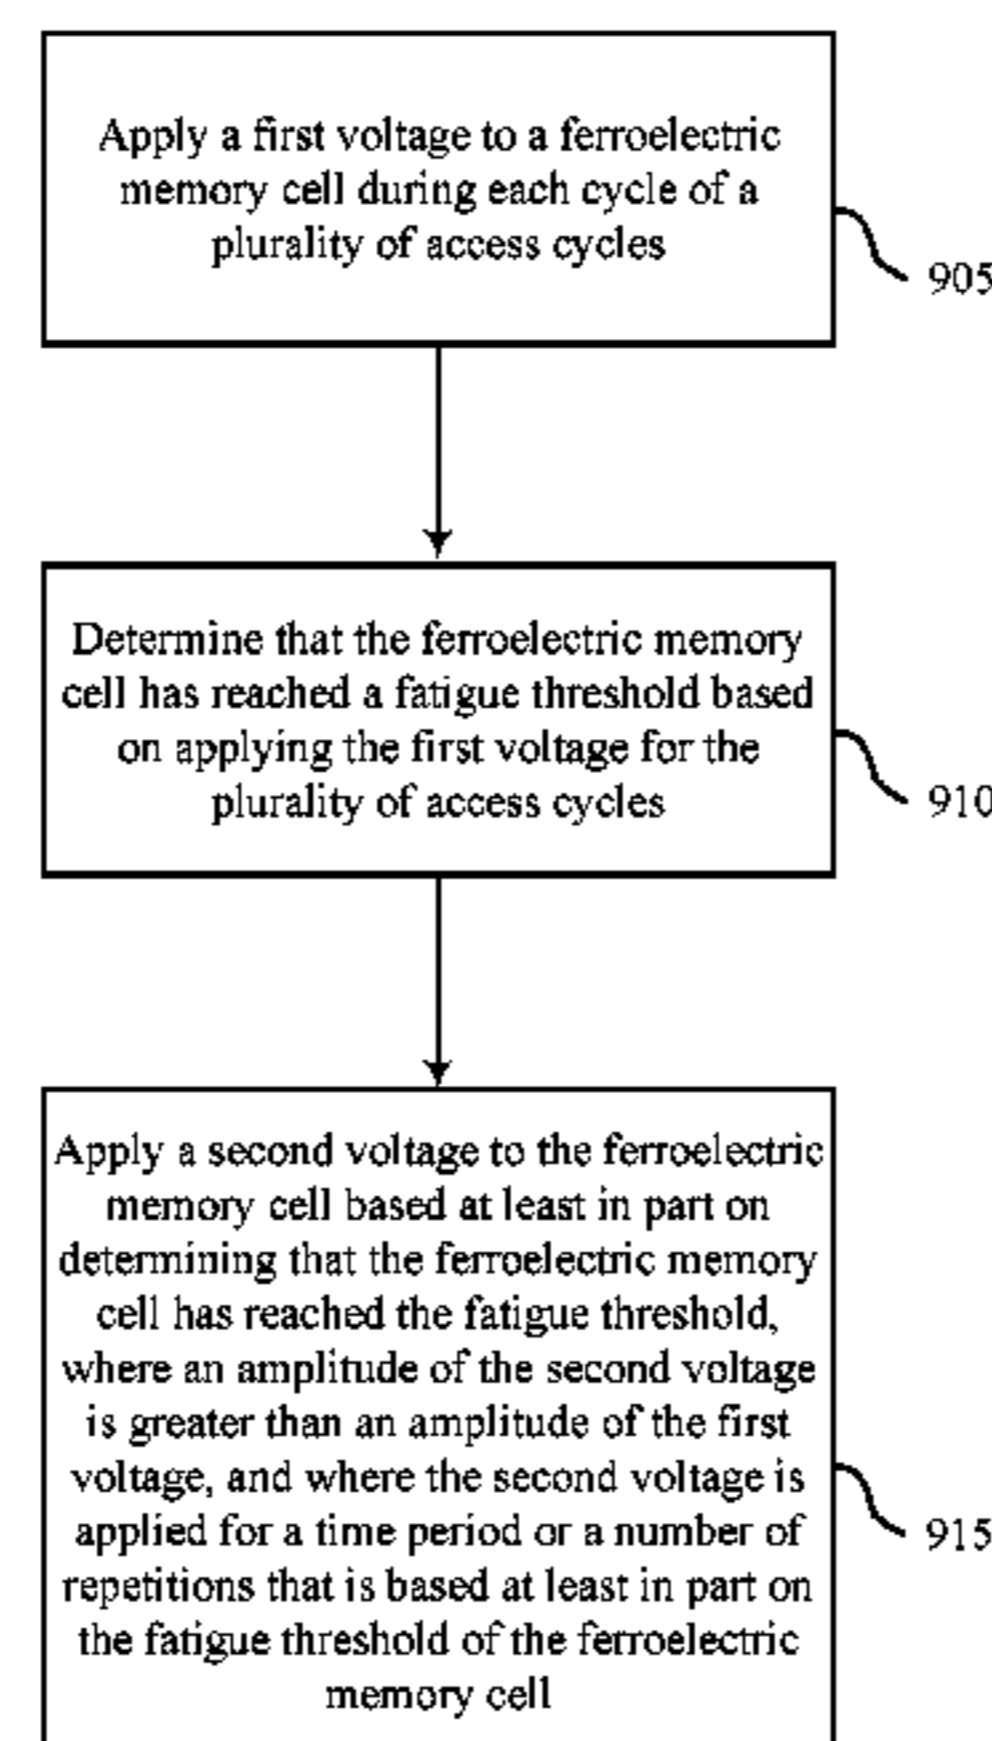 Apply a first voltage to a ferroelectric
memory cell during each cycle of a
plurality of access cycles
905
Determine that the ferroelectric memory
cell has reached a fatigue threshold based
on applying the first voltage for the
plurality of access cycles
910
Apply a second voltage to the ferroelectric
memory cell based at least in part on
determining that the ferroelectric memory
cell has reached the fatigue threshold,
where an amplitude of the second voltage
is greater than an amplitude of the first
voltage, and where the second voltage is
applied for a time period or a number of
repetitions that is based at least in part on
the fatigue threshold of the ferroelectric
memory cell
915